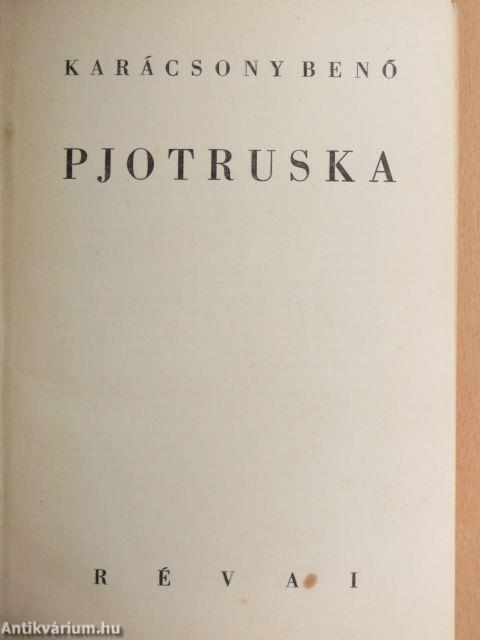 KARÁCSONY BENŐ
PJOTRUSKA
RÉVAI
Antikvárium.hu